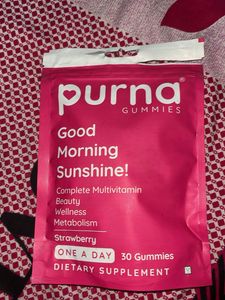 purna®
GUMMIES
Good
Morning
Sunshine!
Complete Multivitamin
Beauty
Wellness
Metabolism
Strawberry
ONE A DAY 30 Gummies
DIETARY SUPPLEMENT